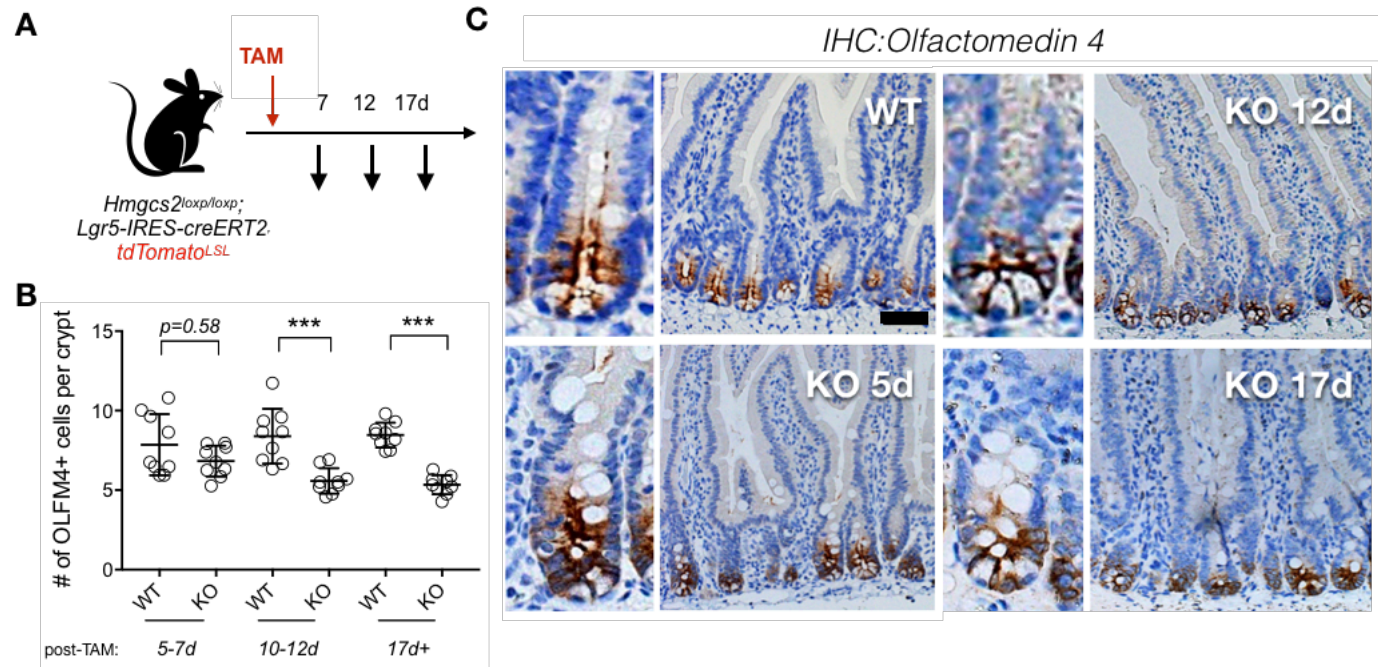 A
TAM
7 12 17d
Hmgcs2loxp/loxp;
Lgr5-IRES-creERT2,
tdTomatoLSL
B
# of OLFM4+ cells per crypt
15
10
5
0
p=0.58
***
***
WT KO WT KO WT KO
post-TAM: 5-7d 10-12d 17d+
C
IHC:Olfactomedin 4
WT
KO 12d
KO 5d
KO 17d